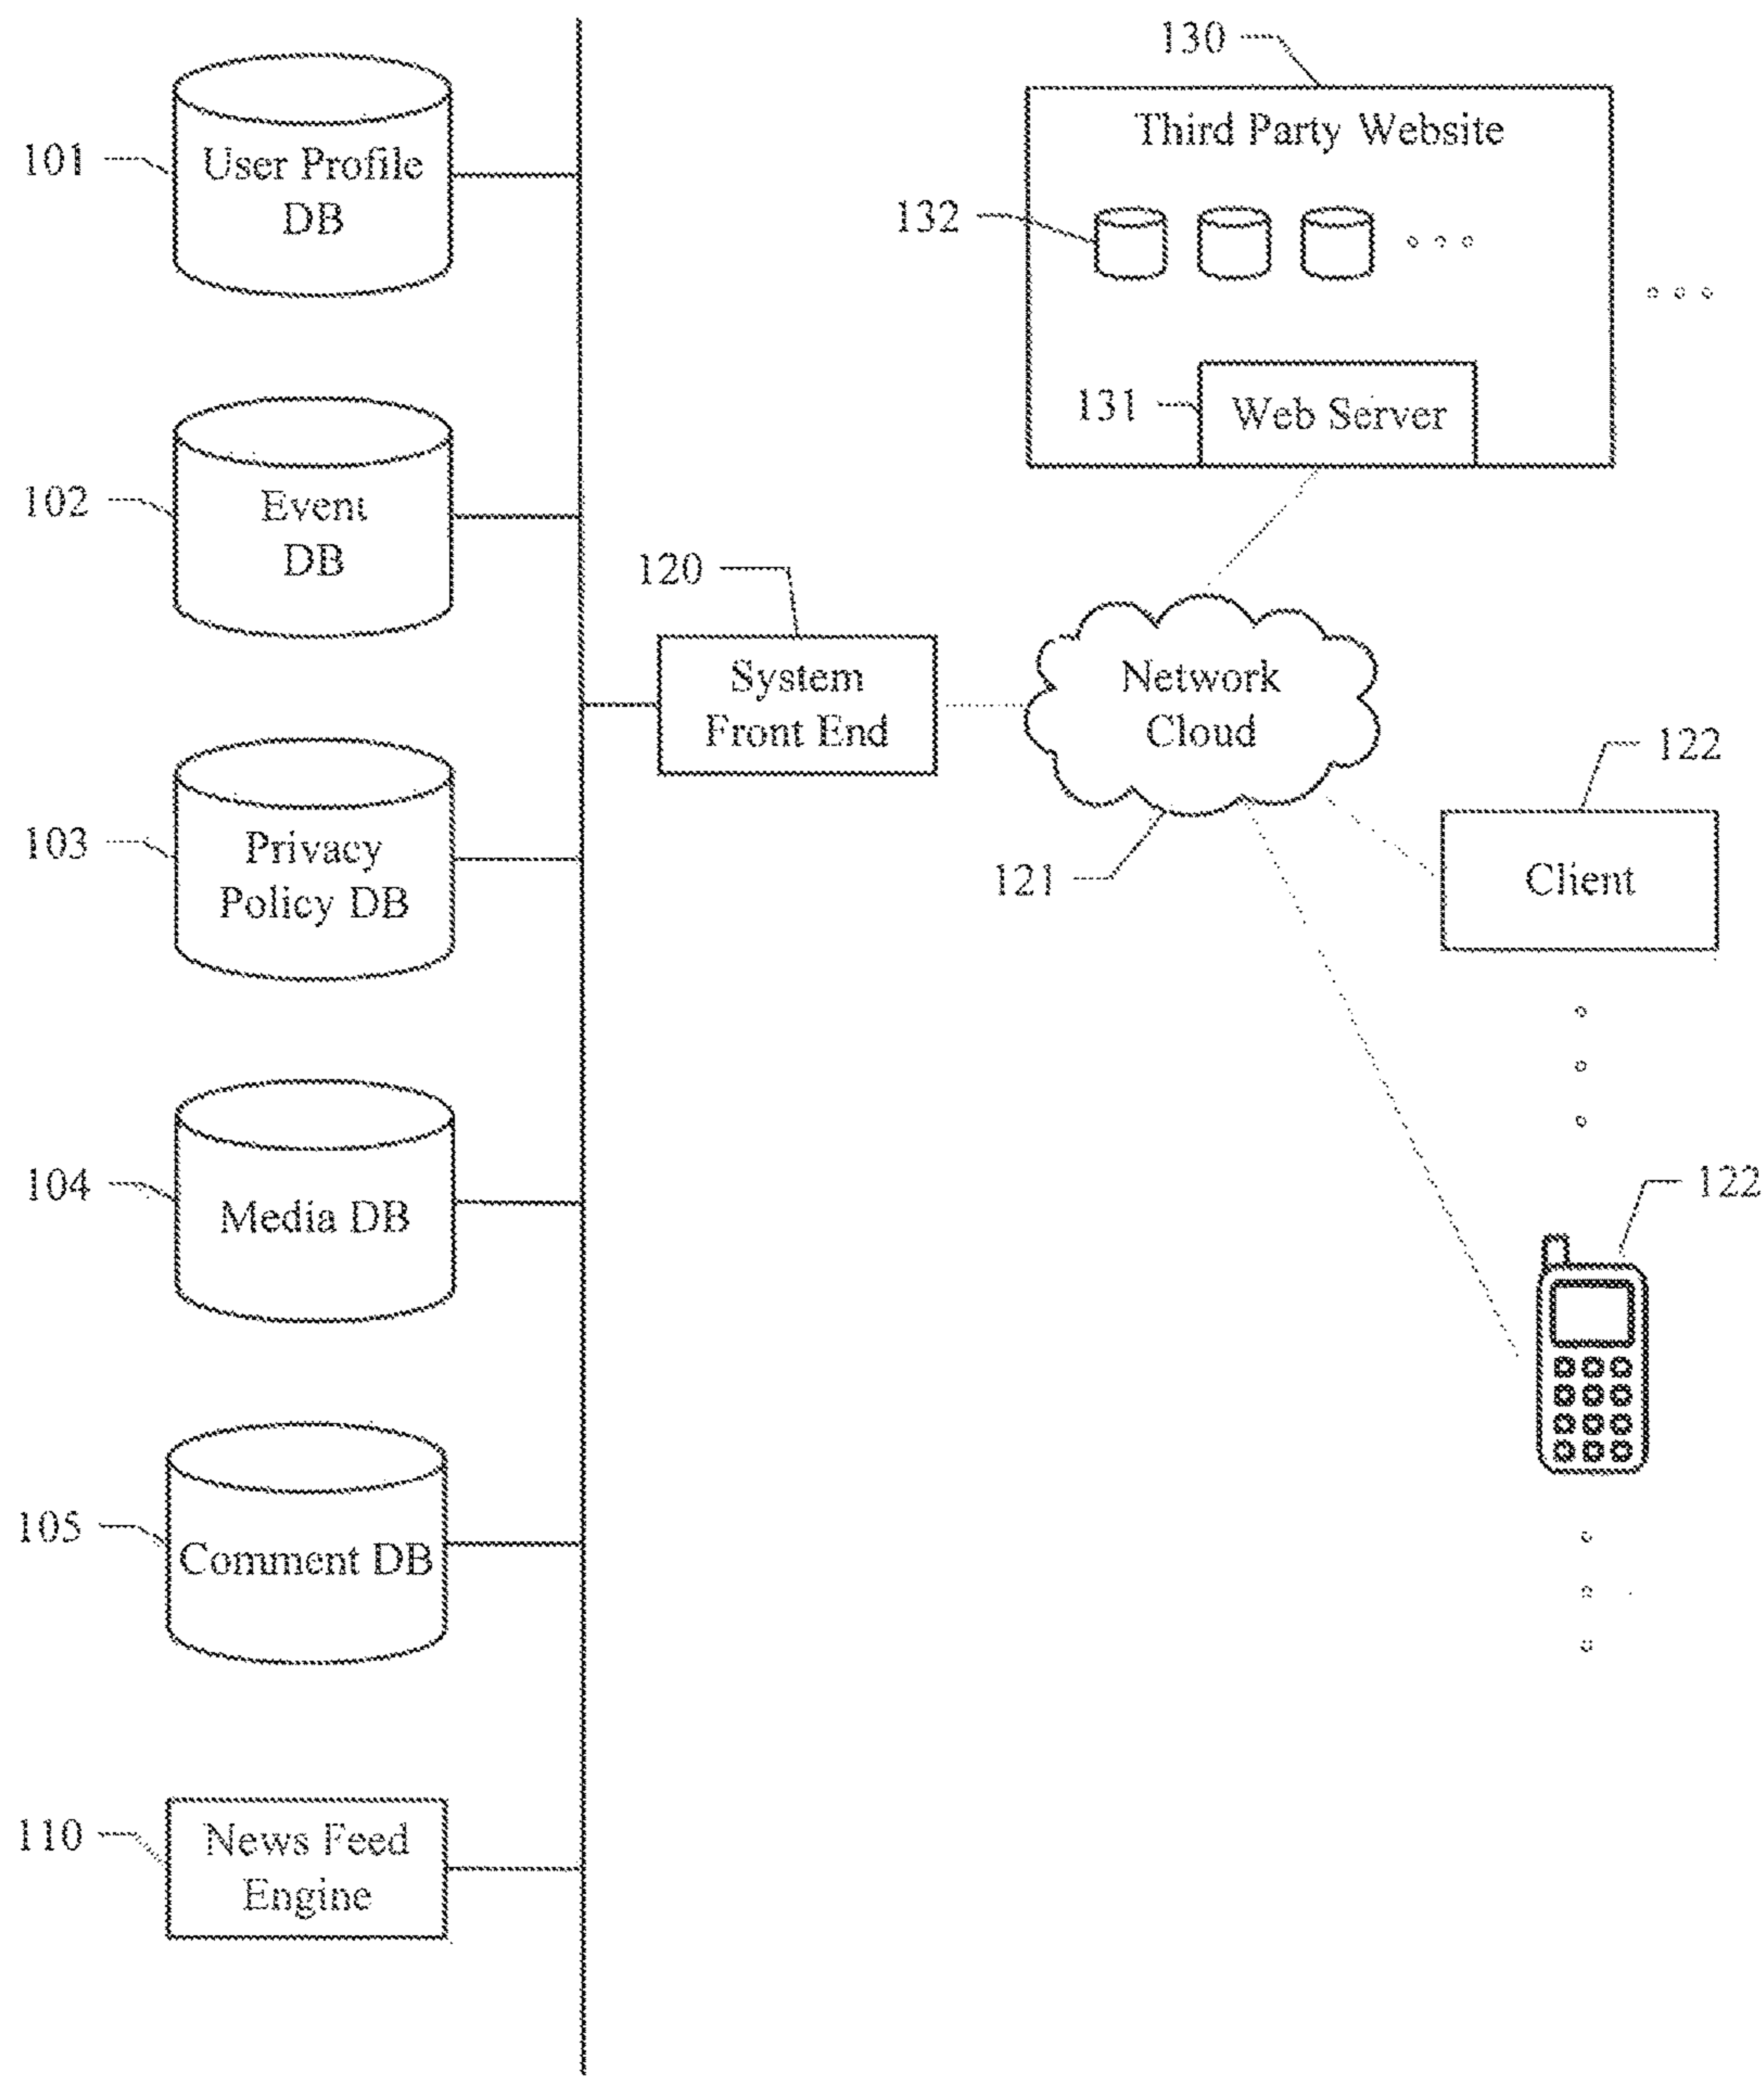 130
Third Party Website
132
131
Web Server
101
User Profile
DB
102
Event
DB
103
Privacy
Policy DB
104
Media DB
105
Comment DB
110
News Feed
Engine
120
System
Front End
Network
Cloud
121
122
Client
122